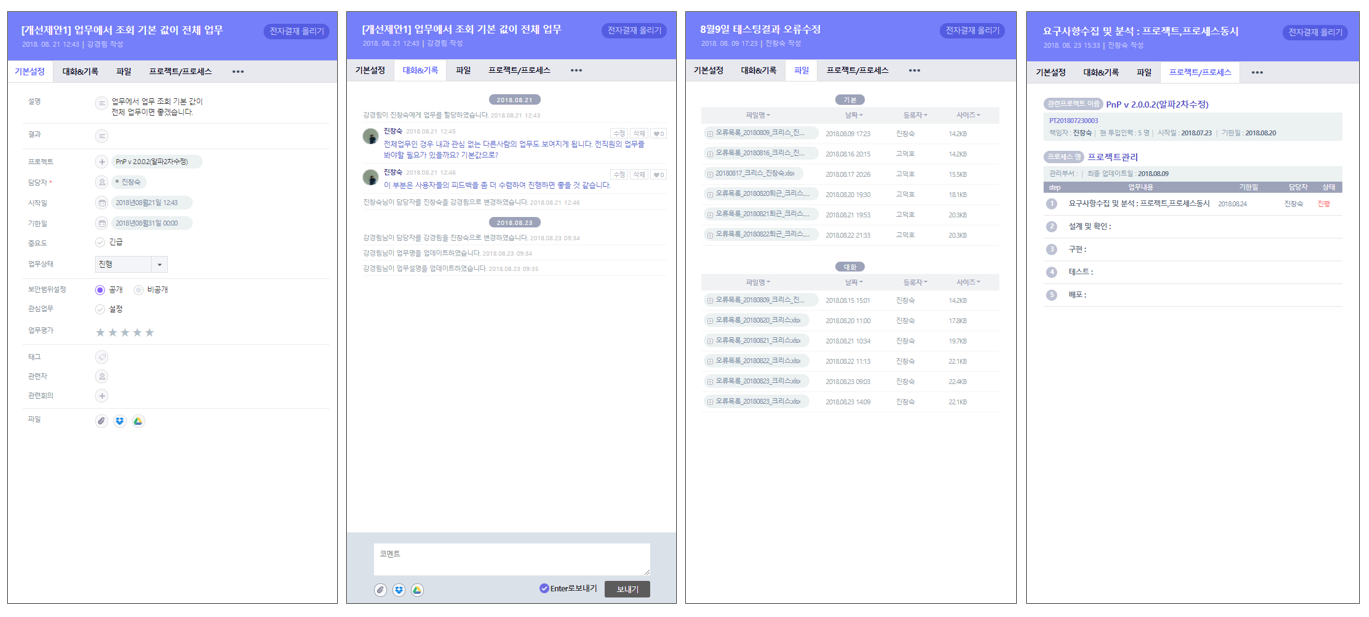 [개선제안1] 업무에서 조회 기본 값이 전체 업무
전자결재 올리기
2018. 08. 21 12:43 | 강경림 작성
기본설정 대화&기록 파일 프로젝트/프로세스 •••
설명 업무에서 업무 조회 기본 값이
전체 업무이면 좋겠습니다.
결과
프로젝트 PnP v 2.0.0.2(알파2차수정)
담당자 * 진창숙
시작일 2018년08월21일 12:43
기한일 2018년08월31일 00:00
중요도 긴급
업무상태 진행
보안범위설정 공개 비공개
관심업무 설정
업무평가
태그
관련자
관련회의
파일
[개선제안1] 업무에서 조회 기본 값이 전체 업무
전자결재 올리기
2018. 08. 21 12:43 | 강경림 작성
기본설정 대화&기록 파일 프로젝트/프로세스 •••
2018.08.21
강경림이 진창숙에게 업무를 할당하였습니다. 2018.08.21 12:43
진창숙 2018.08.21 12:45 수정 삭제 ♥0
전체업무인 경우 내과 관심 없는 다른사람의 업무도 보여지게 됩니다. 전직원의 업무를
봐야할 필요가 있을까요? 기본값으로?
진창숙 2018.08.21 12:46 수정 삭제 ♥0
이 부분은 사용자들의 피드백을 좀 더 수렴하여 진행하면 좋을 것 같습니다.
진창숙님이 담당자를 진창숙을 강경림으로 변경하였습니다. 2018.08.21 12:46
2018.08.23
강경림님이 담당자를 강경림을 진창숙으로 변경하였습니다. 2018.08.23 09:34
강경림님이 업무명을 업데이트하였습니다. 2018.08.23 09:34
강경림님이 업무설명을 업데이트하였습니다. 2018.08.23 09:35
코멘트
Enter로보내기 보내기
8월9일 테스팅결과 오류수정
전자결재 올리기
2018. 08. 09 17:23 | 진창숙 작성
기본설정 대화&기록 파일 프로젝트/프로세스 •••
기본
파일명 날짜 등록자 사이즈
오류목록_20180809_크리스_진... 2018.08.09 17:23 진창숙 14.2KB
오류목록_20180816_크리스_진... 2018.08.16 20:15 고덕호 14.2KB
20180817_크리스_진창숙.xlsx 2018.08.17 20:26 고덕호 15.5KB
오류목록_20180820퇴근_크리스... 2018.08.20 19:30 고덕호 18.1KB
오류목록_20180821퇴근_크리스... 2018.08.21 19:53 고덕호 20.3KB
오류목록_20180822퇴근_크리스... 2018.08.22 21:33 고덕호 20.3KB
대화
파일명 날짜 등록자 사이즈
오류목록_20180809_크리스_진... 2018.08.15 15:01 진창숙 14.2KB
오류목록_20180820_크리스.xlsx 2018.08.20 11:00 진창숙 17.8KB
오류목록_20180821_크리스.xlsx 2018.08.21 10:34 진창숙 19.7KB
오류목록_20180822_크리스.xlsx 2018.08.22 11:13 진창숙 22.1KB
오류목록_20180823_크리스.xlsx 2018.08.23 09:03 진창숙 22.4KB
오류목록_20180823_크리스.xlsx 2018.08.23 14:09 진창숙 22.1KB
요구사항수집 및 분석 : 프로젝트,프로세스동시
전자결재 올리기
2018. 08. 23 15:33 | 진창숙 작성
기본설정 대화&기록 파일 프로젝트/프로세스 •••
관련프로젝트 이름 PnP v 2.0.0.2(알파2차수정)
PT201807230003
책임자 : 진창숙 | 현 투입인력 : 5 명 | 시작일 : 2018.07.23 | 기한일 : 2018.08.20
프로세스 명 프로젝트관리
관리부서 : | 최종 업데이트일 : 2018.08.09
step 업무내용 기한일 담당자 상태
1 요구사항수집 및 분석 : 프로젝트,프로세스동시 2018.08.24 진창숙 진행
2 설계 및 확인 :
3 구현 :
4 테스트 :
5 배포 :